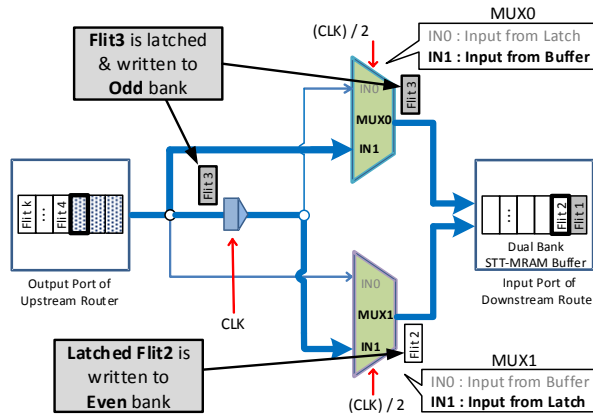 Flit3 is latched
& written to
Odd bank
(CLK) / 2
MUX0
IN0 : Input from Latch
IN1 : Input from Buffer
IN0
MUX0
IN1
Flit 3
Flit 3
Flit k
...
Flit 4
Output Port of
Upstream Router
CLK
...
Flit 2
Flit 1
Dual Bank
STT-MRAM Buffer
Input Port of
Downstream Route
IN0
MUX1
IN1
Flit 2
Latched Flit2 is
written to
Even bank
(CLK) / 2
MUX1
IN0 : Input from Buffer
IN1 : Input from Latch